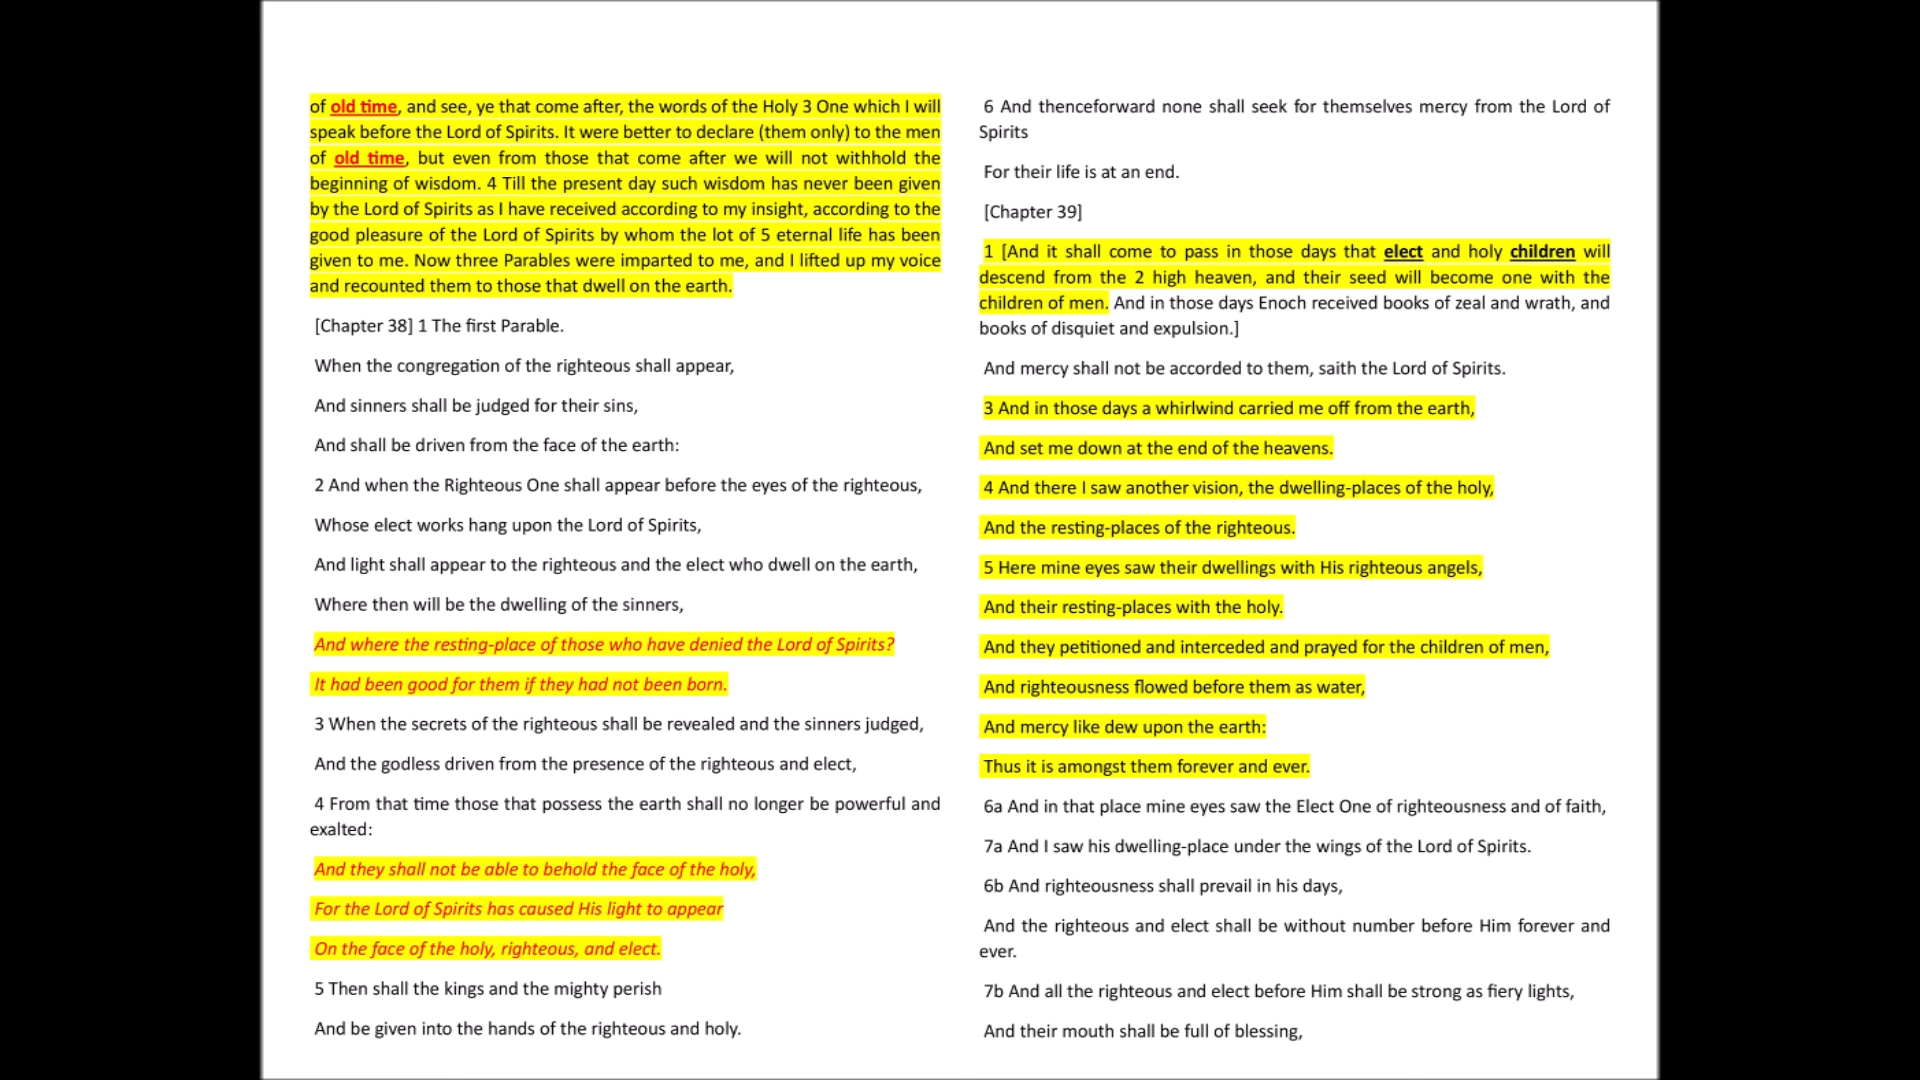 of old time, and see, ye that come after, the words of the Holy 3 One which I will
speak before the Lord of Spirits. It were better to declare (them only) to the men
of old time, but even from those that come after we will not withhold the
beginning of wisdom. 4 Till the present day such wisdom has never been given
by the Lord of Spirits as I have received according to my insight, according to the
good pleasure of the Lord of Spirits by whom the lot of 5 eternal life has been
given to me. Now three Parables were imparted to me, and I lifted up my voice
and recounted them to those that dwell on the earth.
[Chapter 38] 1 The first Parable.
When the congregation of the righteous shall appear,
And sinners shall be judged for their sins,
And shall be driven from the face of the earth:
2 And when the Righteous One shall appear before the eyes of the righteous,
Whose elect works hang upon the Lord of Spirits,
And light shall appear to the righteous and the elect who dwell on the earth,
Where then will be the dwelling of the sinners,
And where the resting-place of those who have denied the Lord of Spirits?
It had been good for them if they had not been born.
3 When the secrets of the righteous shall be revealed and the sinners judged,
And the godless driven from the presence of the righteous and elect,
4 From that time those that possess the earth shall no longer be powerful and
exalted:
And they shall not be able to behold the face of the holy,
For the Lord of Spirits has caused His light to appear
On the face of the holy, righteous, and elect.
5 Then shall the kings and the mighty perish
And be given into the hands of the righteous and holy.
6 And thenceforward none shall seek for themselves mercy from the Lord of
Spirits
For their life is at an end.
[Chapter 39]
1 [And it shall come to pass in those days that elect and holy children will
descend from the 2 high heaven, and their seed will become one with the
children of men. And in those days Enoch received books of zeal and wrath, and
books of disquiet and expulsion.]
And mercy shall not be accorded to them, saith the Lord of Spirits.
3 And in those days a whirlwind carried me off from the earth,
And set me down at the end of the heavens.
4 And there I saw another vision, the dwelling-places of the holy,
And the resting-places of the righteous.
5 Here mine eyes saw their dwellings with His righteous angels,
And their resting-places with the holy.
And they petitioned and interceded and prayed for the children of men,
And righteousness flowed before them as water,
And mercy like dew upon the earth:
Thus it is amongst them forever and ever.
6a And in that place mine eyes saw the Elect One of righteousness and of faith,
7a And I saw his dwelling-place under the wings of the Lord of Spirits.
6b And righteousness shall prevail in his days,
And the righteous and elect shall be without number before Him forever and
ever.
7b And all the righteous and elect before Him shall be strong as fiery lights,
And their mouth shall be full of blessing,